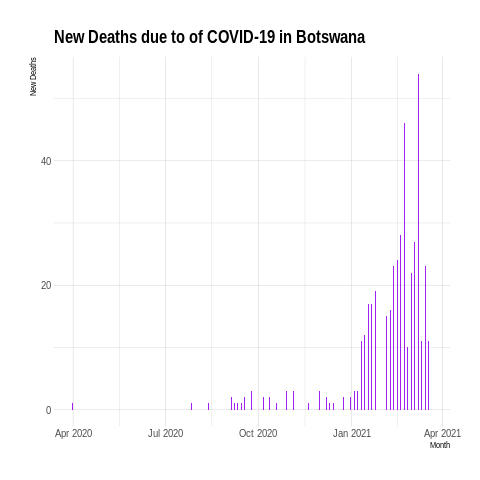 New Deaths due to of COVID-19 in Botswana
New Deaths
40
20
0
Apr 2020 Jul 2020 Oct 2020 Jan 2021 Apr 2021
Month